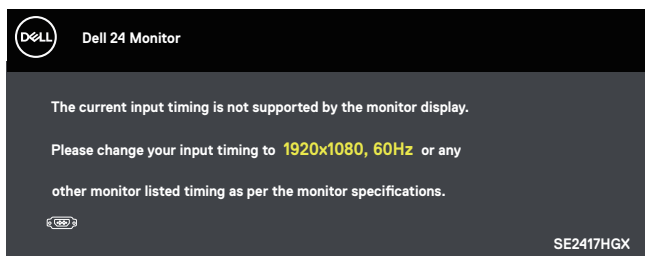 DELL Dell 24 Monitor
The current input timing is not supported by the monitor display.
Please change your input timing to 1920x1080, 60Hz or any
other monitor listed timing as per the monitor specifications.
SE2417HGX